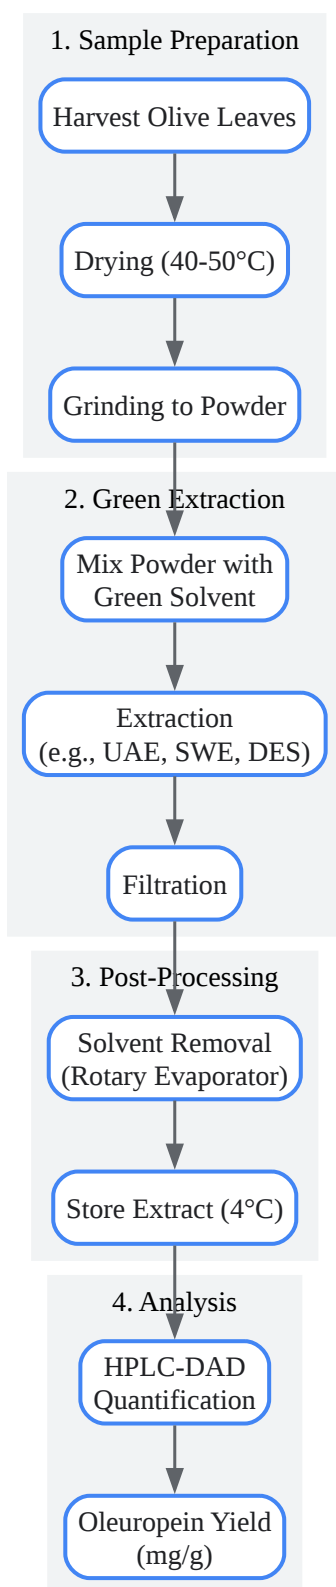 1. Sample Preparation
Harvest Olive Leaves
Drying (40-50°C)
Grinding to Powder
2. Green Extraction
Mix Powder with
Green Solvent
Extraction
(e.g., UAE, SWE, DES)
Filtration
3. Post-Processing
Solvent Removal
(Rotary Evaporator)
Store Extract (4°C)
4. Analysis
HPLC-DAD
Quantification
Oleuropein Yield
(mg/g)